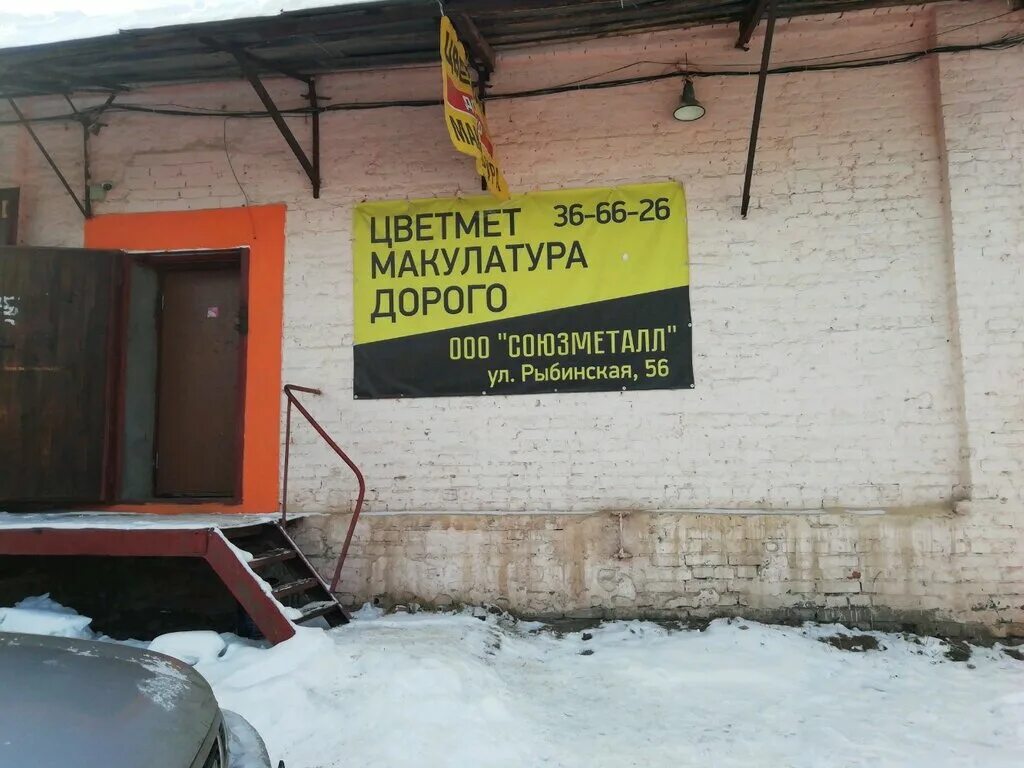 ЦВЕТМЕТ 36-66-26
МАКУЛАТУРА
ДОРОГО
ООО "СОЮЗМЕТАЛЛ"
ул. Рыбинская, 56